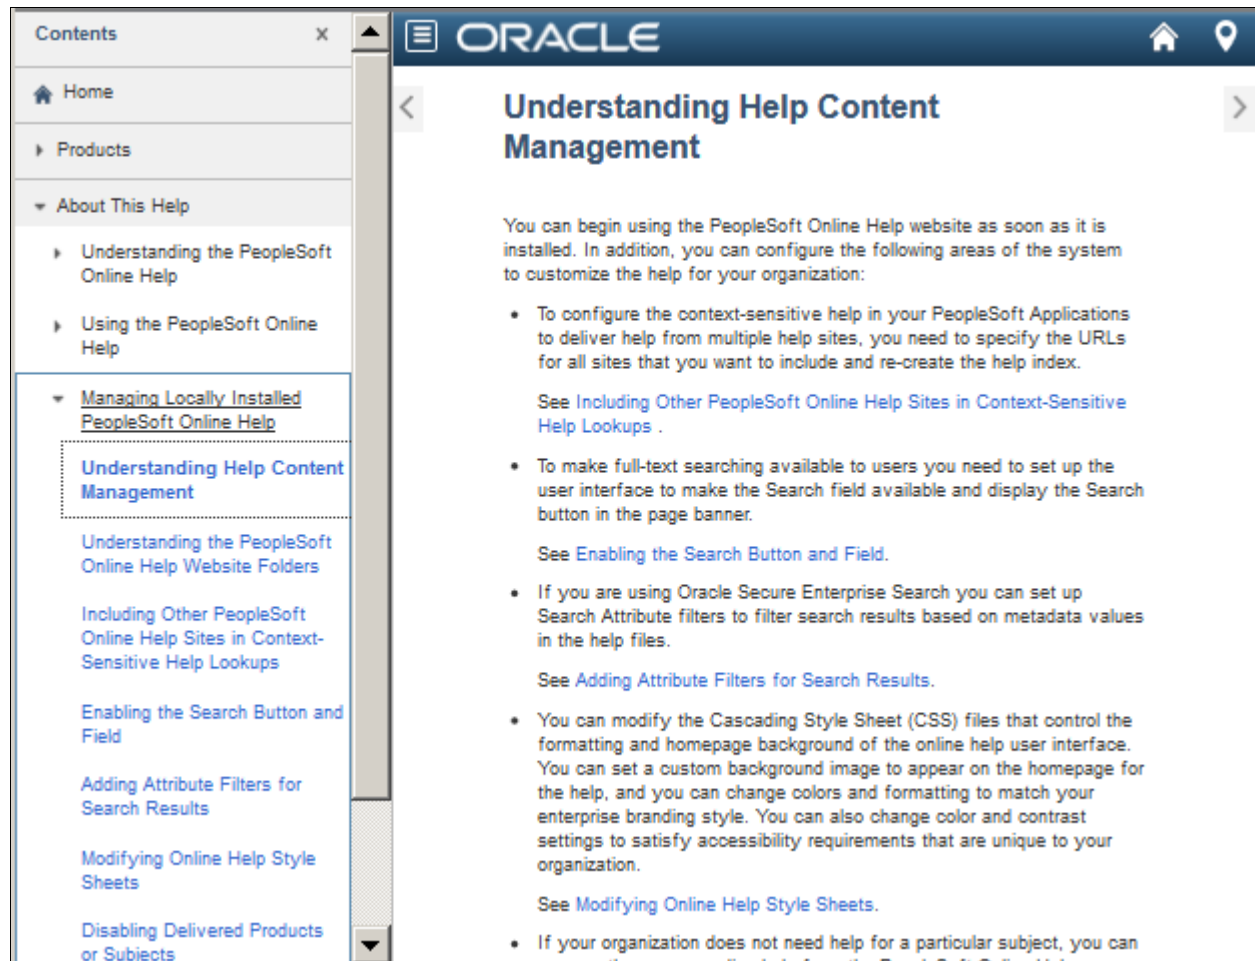 Contents
x
Home
Products
About This Help
Understanding the PeopleSoft
Online Help
Using the PeopleSoft Online
Help
Managing Locally Installed
PeopleSoft Online Help
Understanding Help Content
Management
Understanding the PeopleSoft
Online Help Website Folders
Including Other PeopleSoft
Online Help Sites in Context-
Sensitive Help Lookups
Enabling the Search Button and
Field
Adding Attribute Filters for
Search Results
Modifying Online Help Style
Sheets
Disabling Delivered Products
or Subjects
ORACLE
Understanding Help Content
Management
You can begin using the PeopleSoft Online Help website as soon as it is
installed. In addition, you can configure the following areas of the system
to customize the help for your organization:
• To configure the context-sensitive help in your PeopleSoft Applications
to deliver help from multiple help sites, you need to specify the URLs
for all sites that you want to include and re-create the help index.
See Including Other PeopleSoft Online Help Sites in Context-Sensitive
Help Lookups .
• To make full-text searching available to users you need to set up the
user interface to make the Search field available and display the Search
button in the page banner.
See Enabling the Search Button and Field.
• If you are using Oracle Secure Enterprise Search you can set up
Search Attribute filters to filter search results based on metadata values
in the help files.
See Adding Attribute Filters for Search Results.
• You can modify the Cascading Style Sheet (CSS) files that control the
formatting and homepage background of the online help user interface.
You can set a custom background image to appear on the homepage for
the help, and you can change colors and formatting to match your
enterprise branding style. You can also change color and contrast
settings to satisfy accessibility requirements that are unique to your
organization.
See Modifying Online Help Style Sheets.
• If your organization does not need help for a particular subject, you can